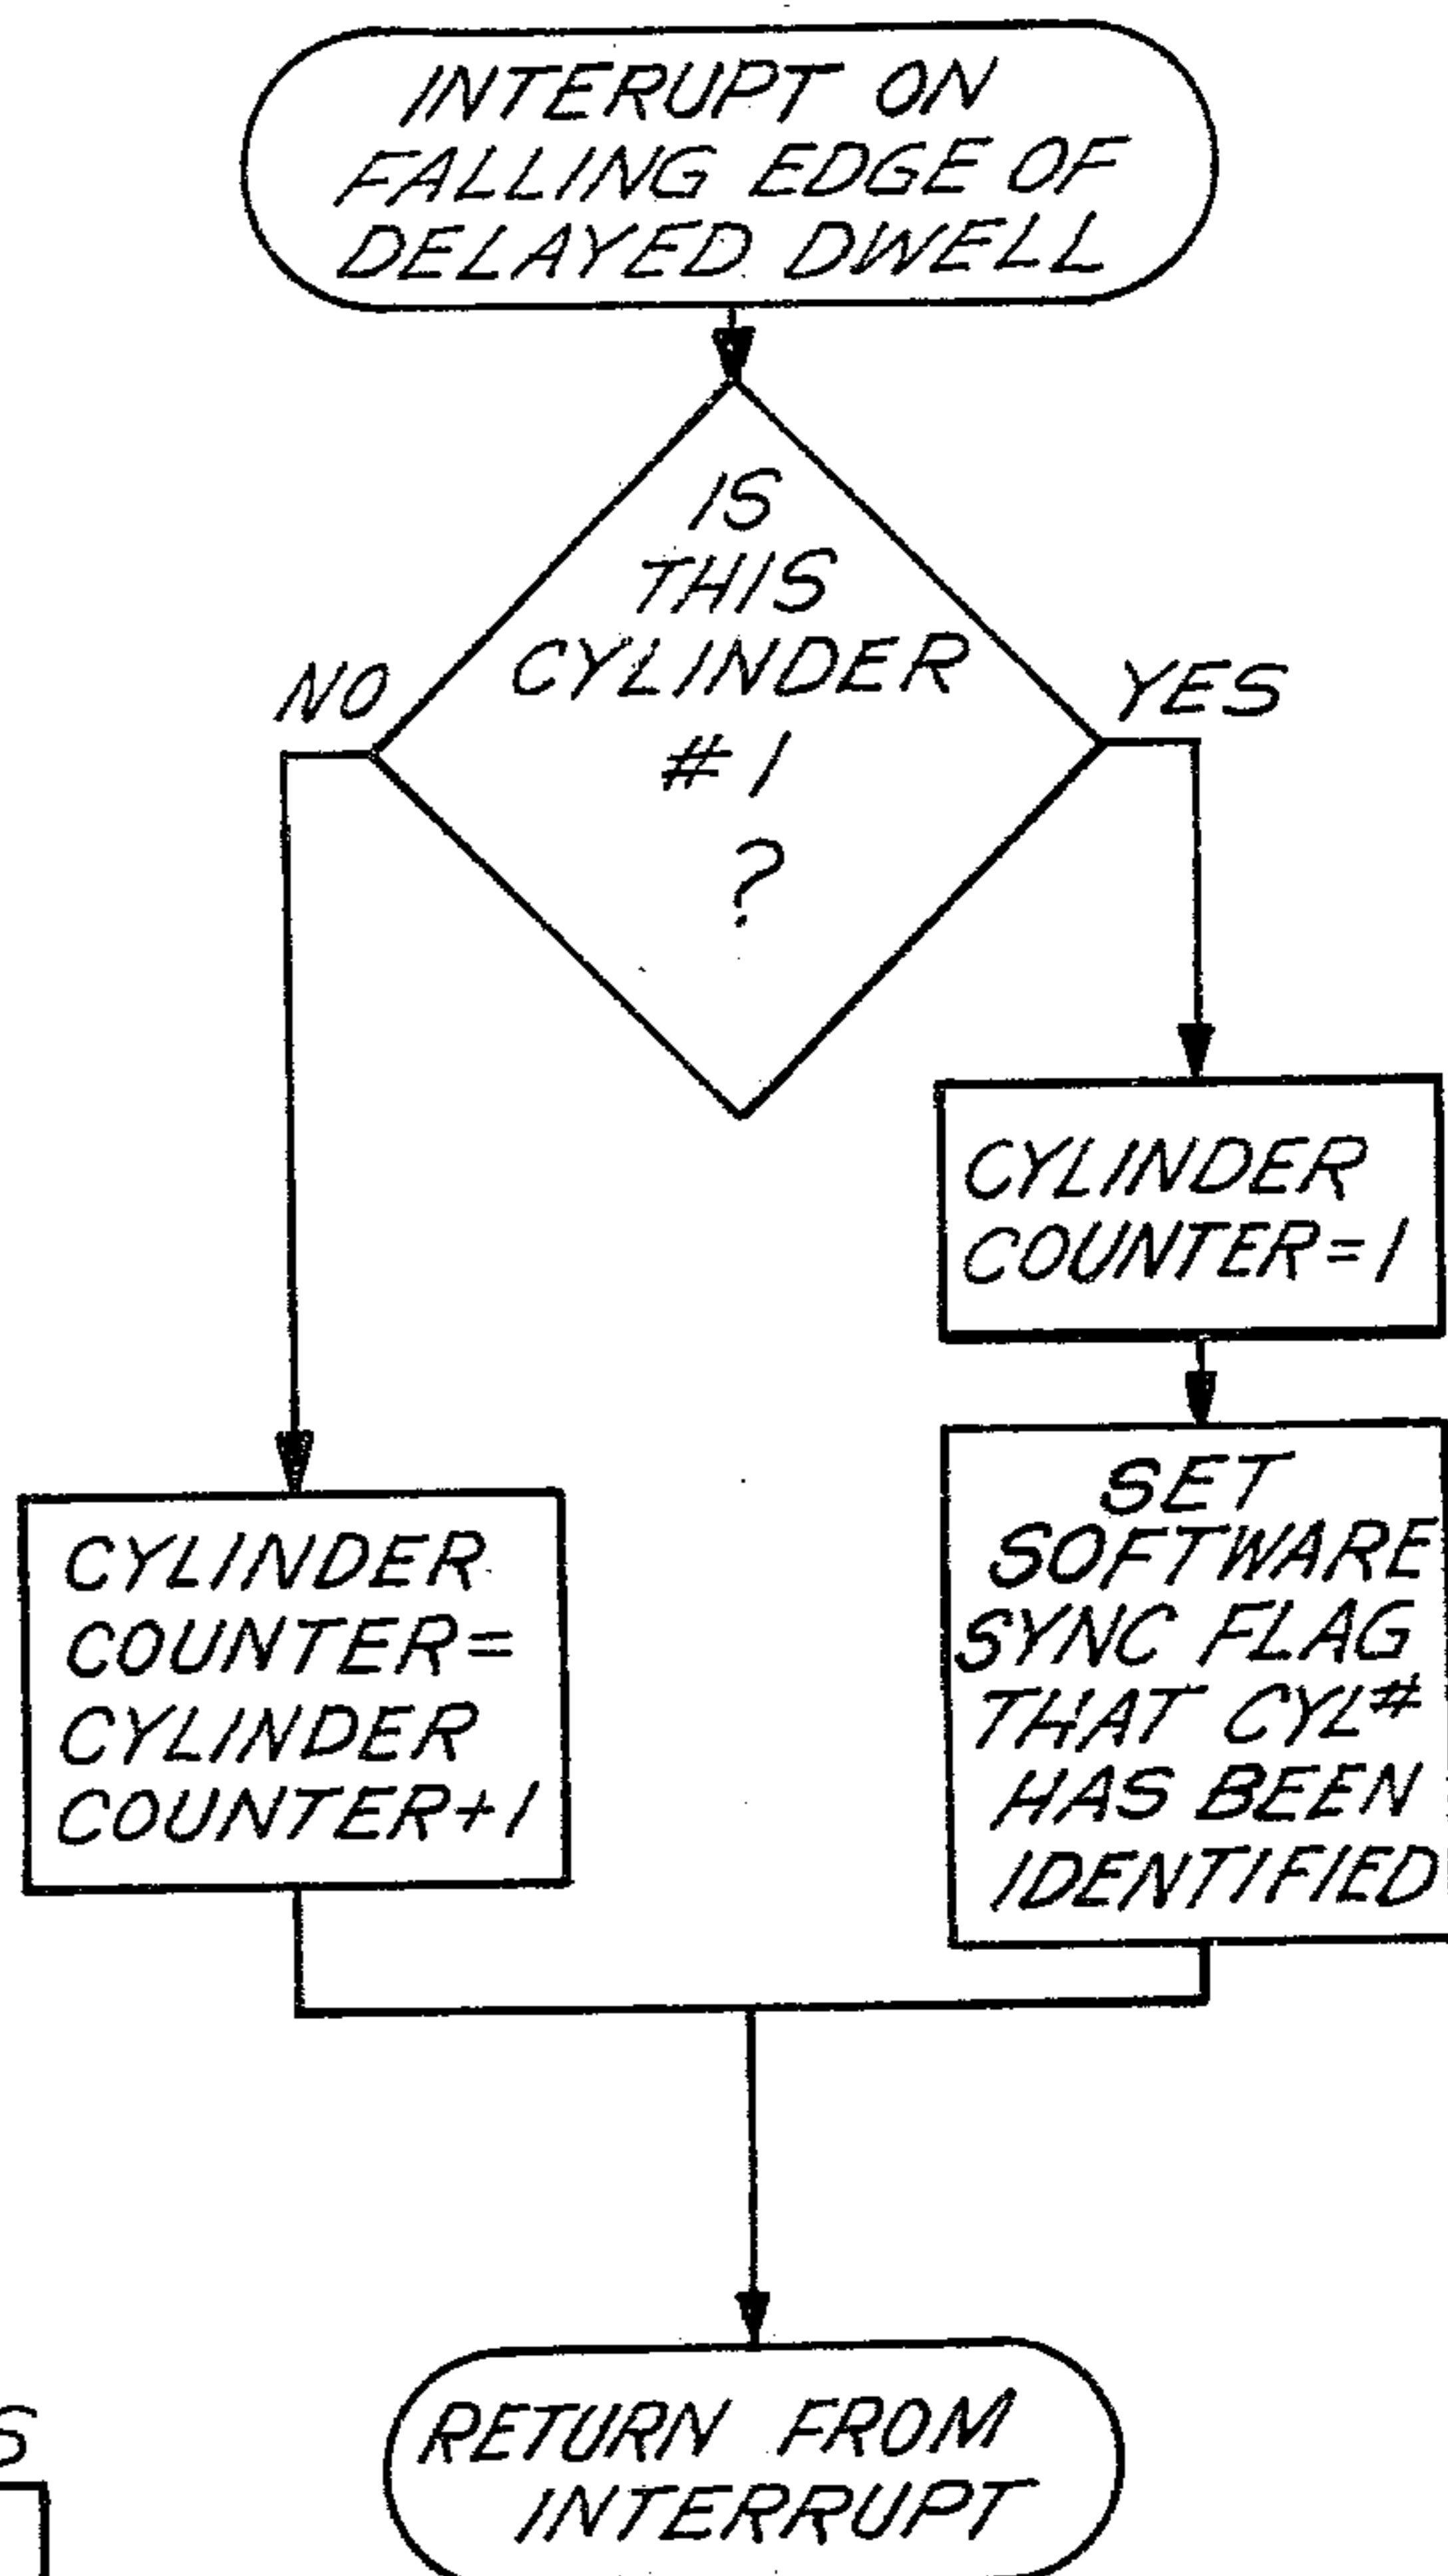 INTERUPT ON
FALLING EDGE OF
DELAYED DWELL
IS
THIS
CYLINDER
#1
?
NO
YES
CYLINDER
COUNTER=1
SET
SOFTWARE
SYNC FLAG
THAT CYL#
HAS BEEN
IDENTIFIED
CYLINDER
COUNTER=
CYLINDER
COUNTER+1
S
RETURN FROM
INTERRUPT